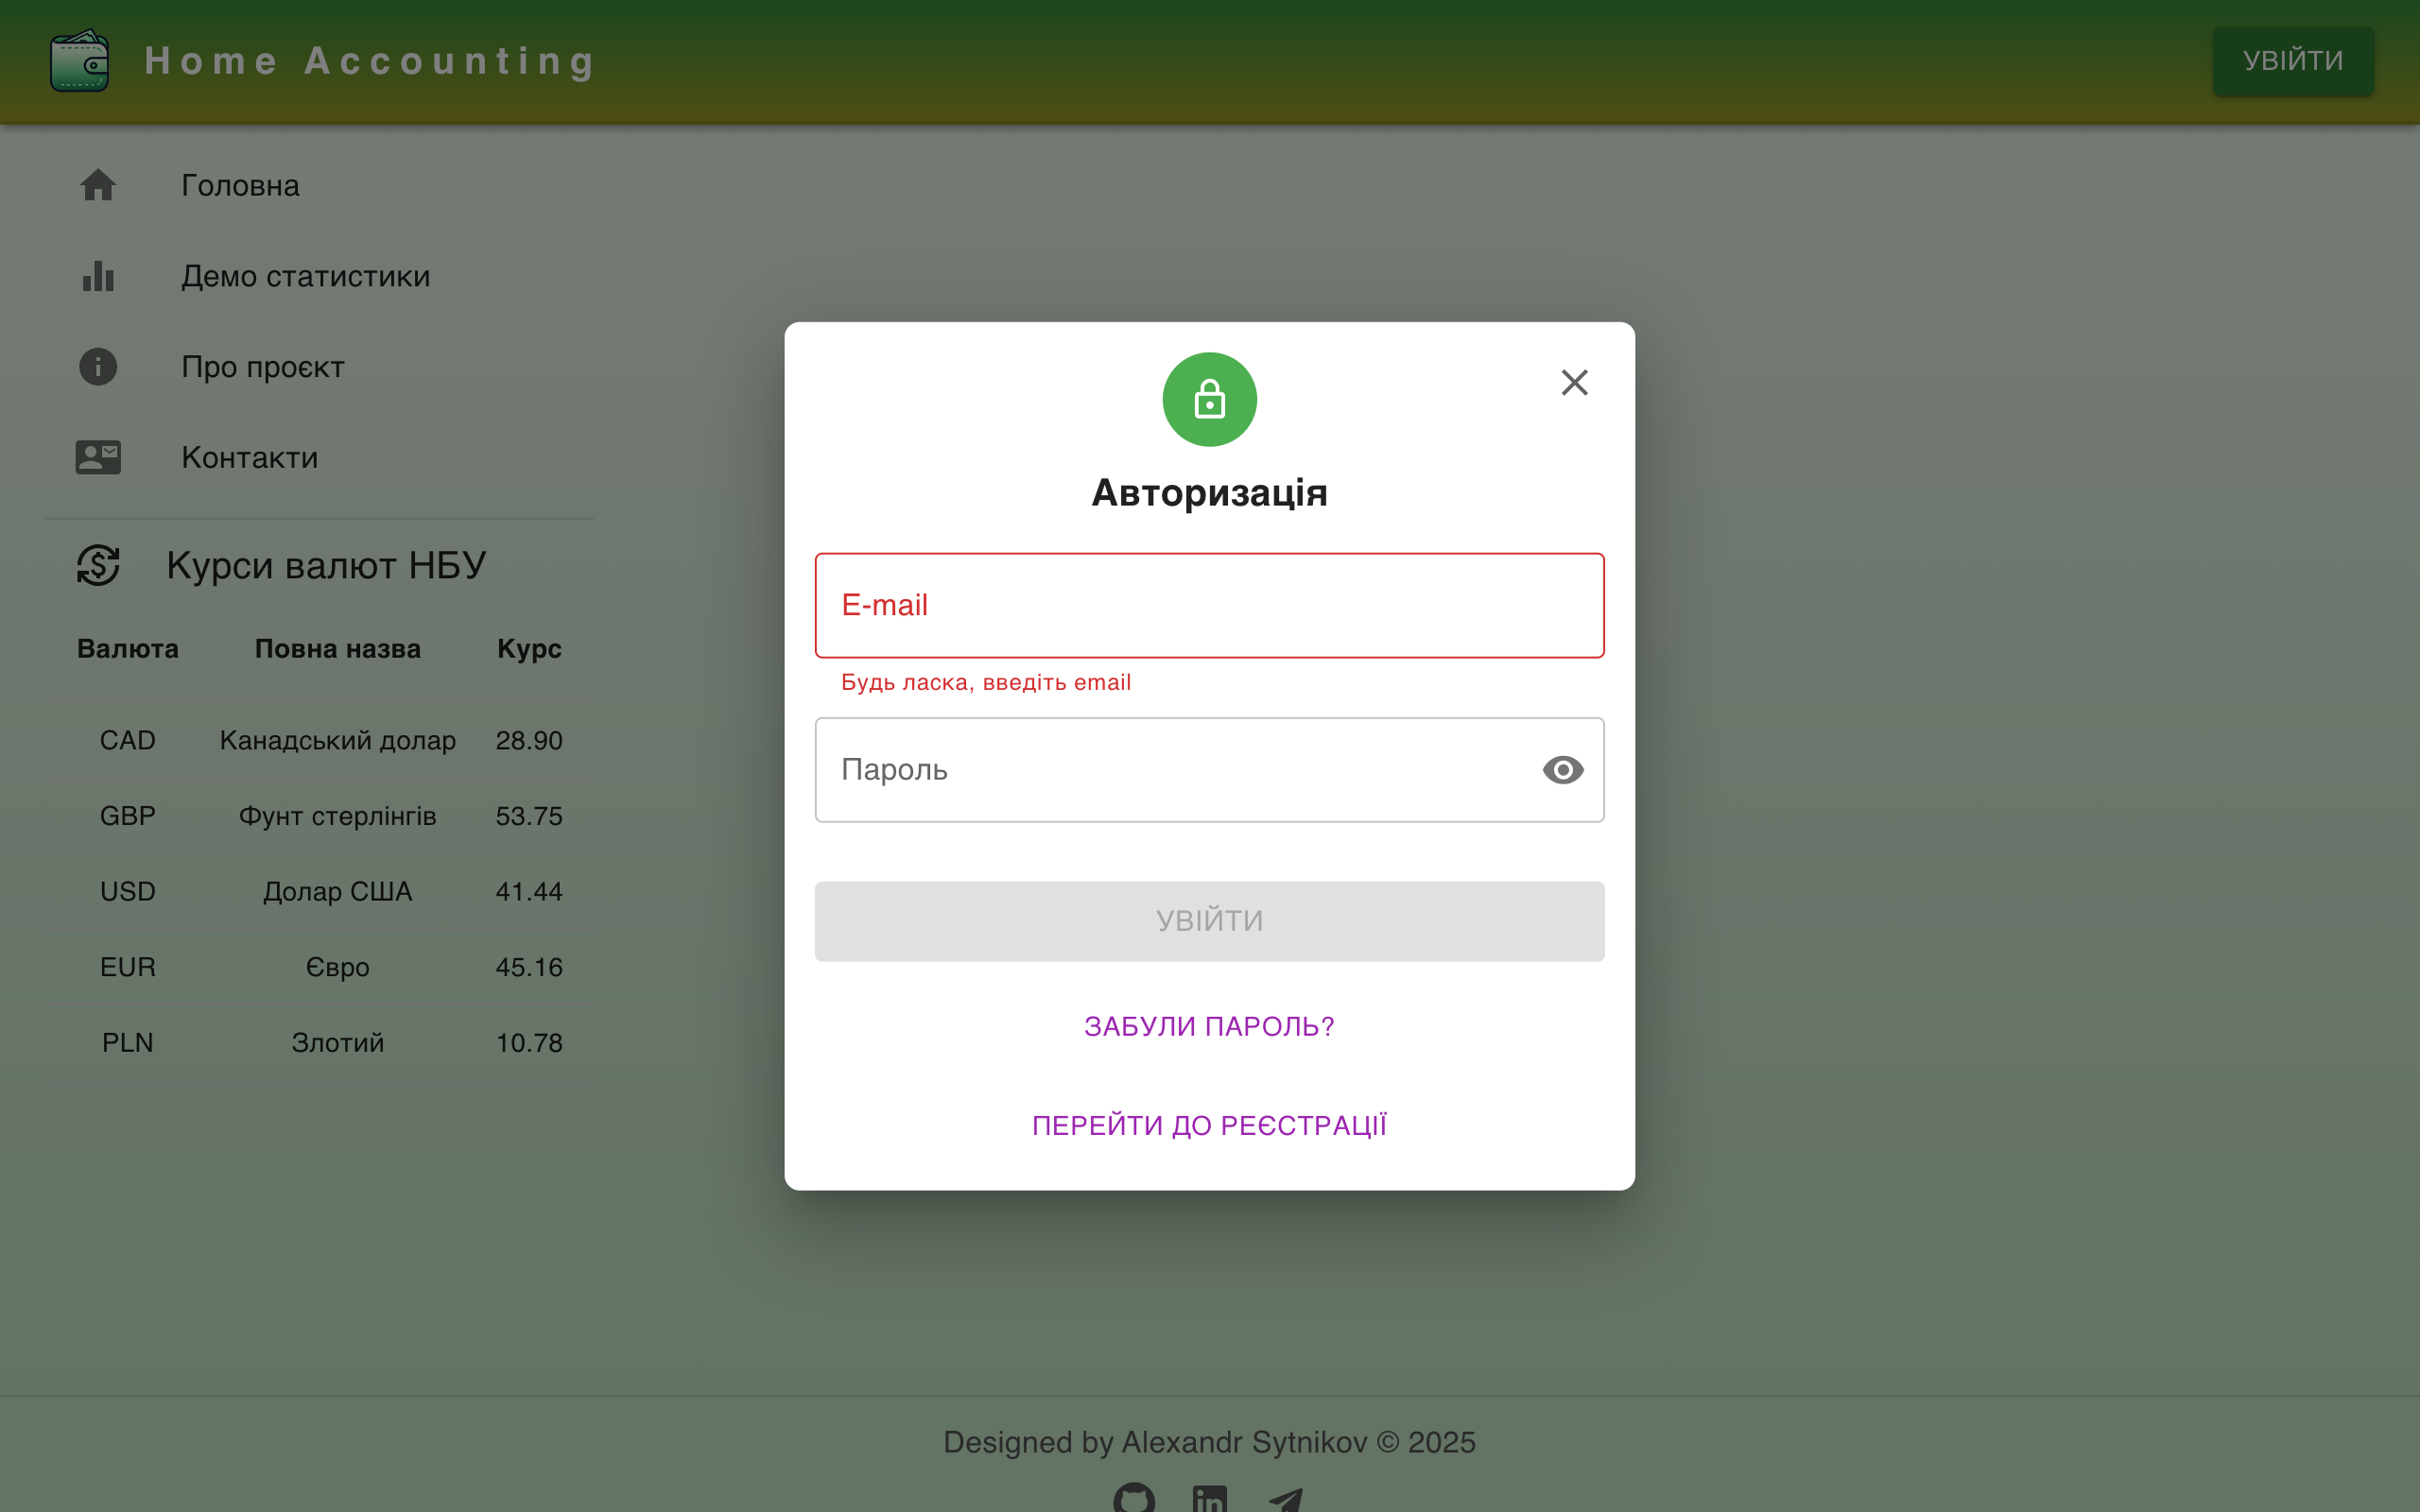 Home Accounting
УВІЙТИ
Головна
Демо статистики
Про проєкт
Контакти
Курси валют НБУ
Валюта Повна назва Курс
CAD Канадський долар 28.90
GBP Фунт стерлінгів 53.75
USD Долар США 41.44
EUR Євро 45.16
PLN Злотий 10.78
Авторизація
E-mail
Будь ласка, введіть email
Пароль
УВІЙТИ
ЗАБУЛИ ПАРОЛЬ?
ПЕРЕЙТИ ДО РЕЄСТРАЦІЇ
Designed by Alexandr Sytnikov © 2025